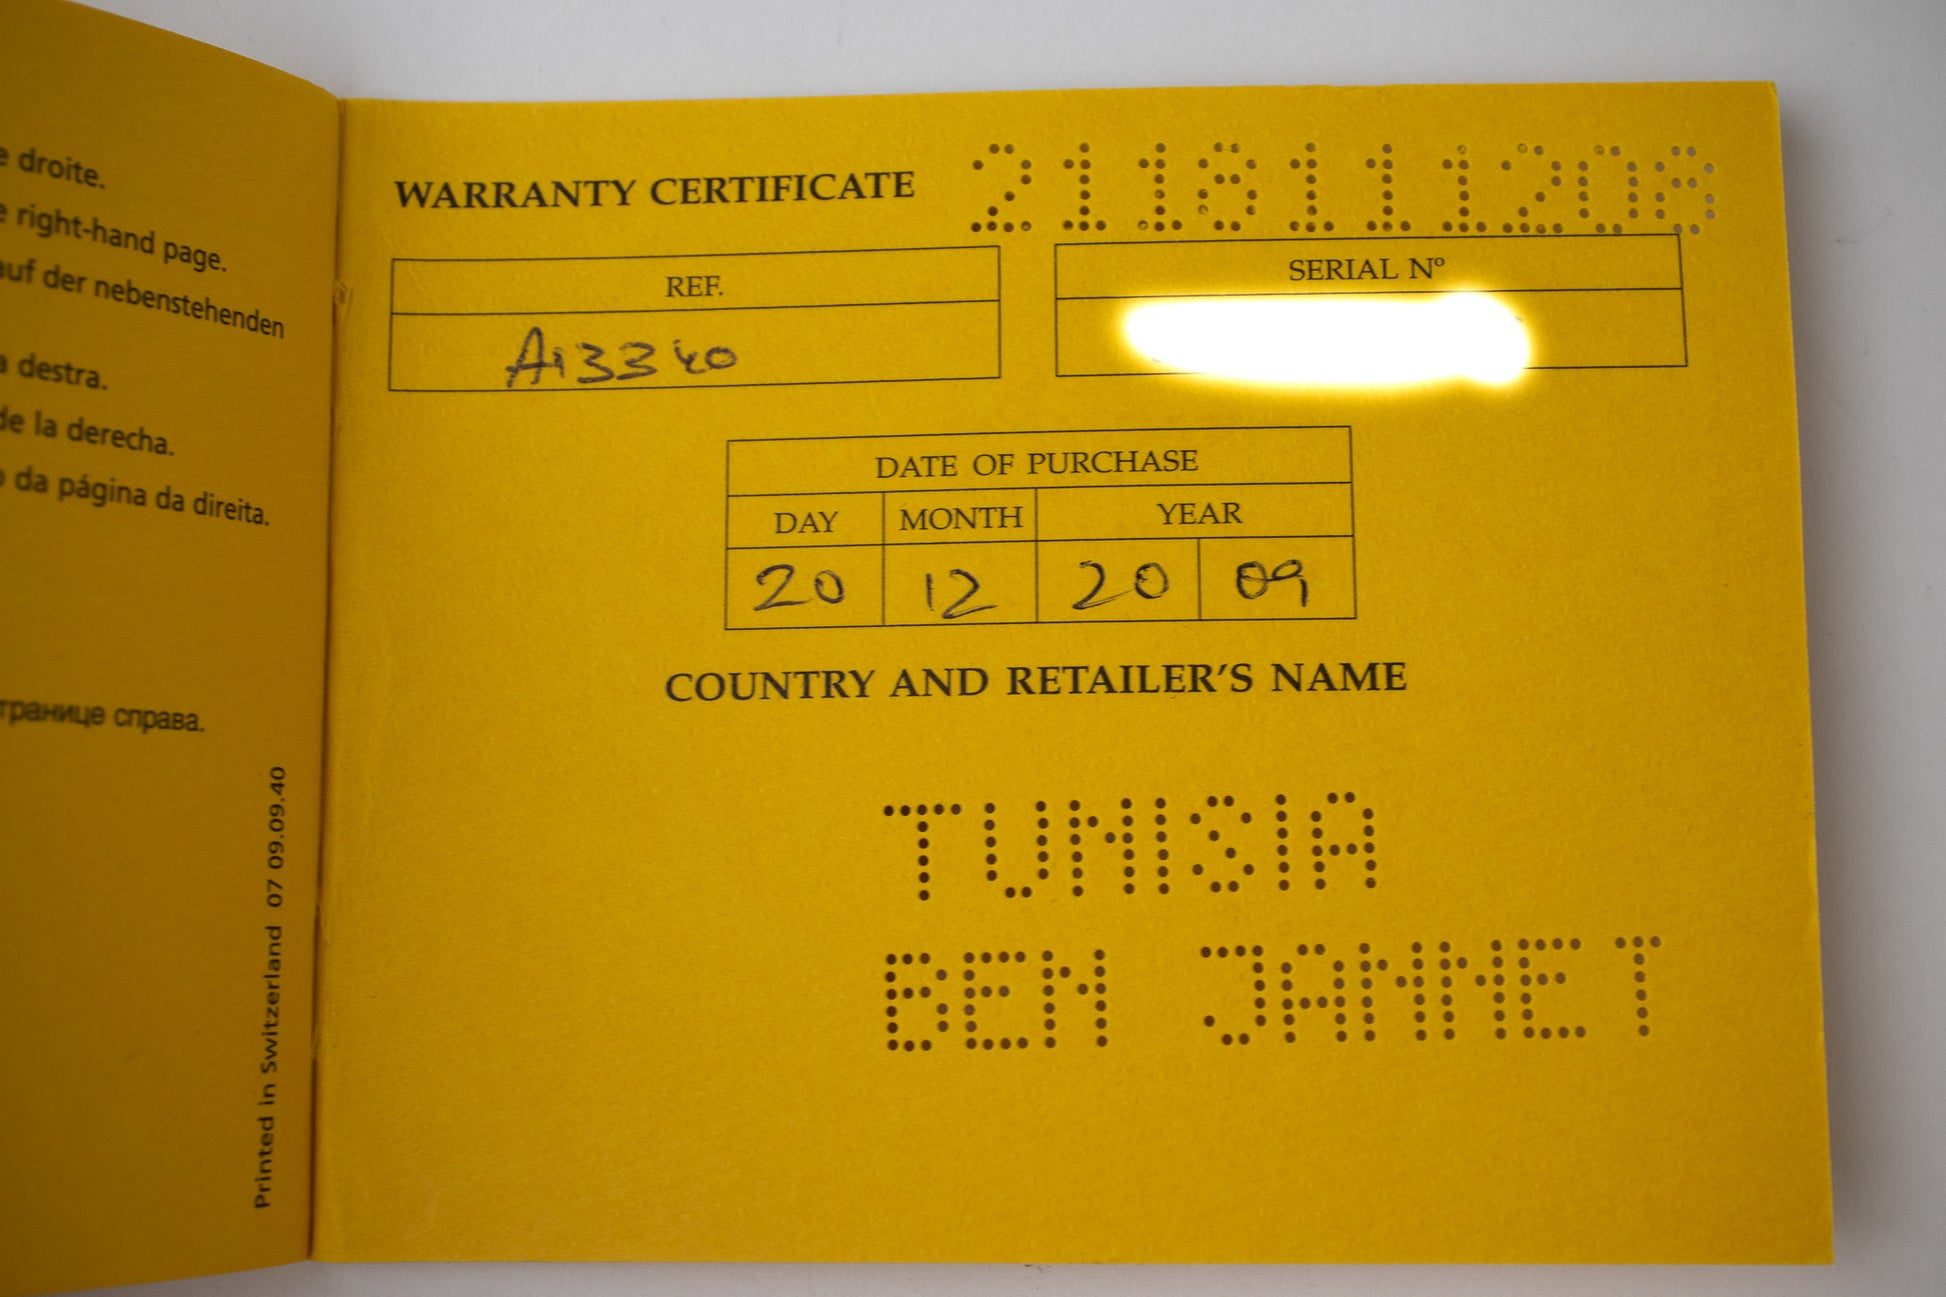 e droite.
e right-hand page.
auf der nebenstehenden
a destra.
de la derecha.
o da página da direita.
транице справа.
Printed in Switzerland 07 09.09.40
WARRANTY CERTIFICATE 2118111208
REF.
A13340
SERIAL Nº
DATE OF PURCHASE
DAY MONTH YEAR
20 12 20 09
COUNTRY AND RETAILER'S NAME
TUNISIA
BEN JANNET